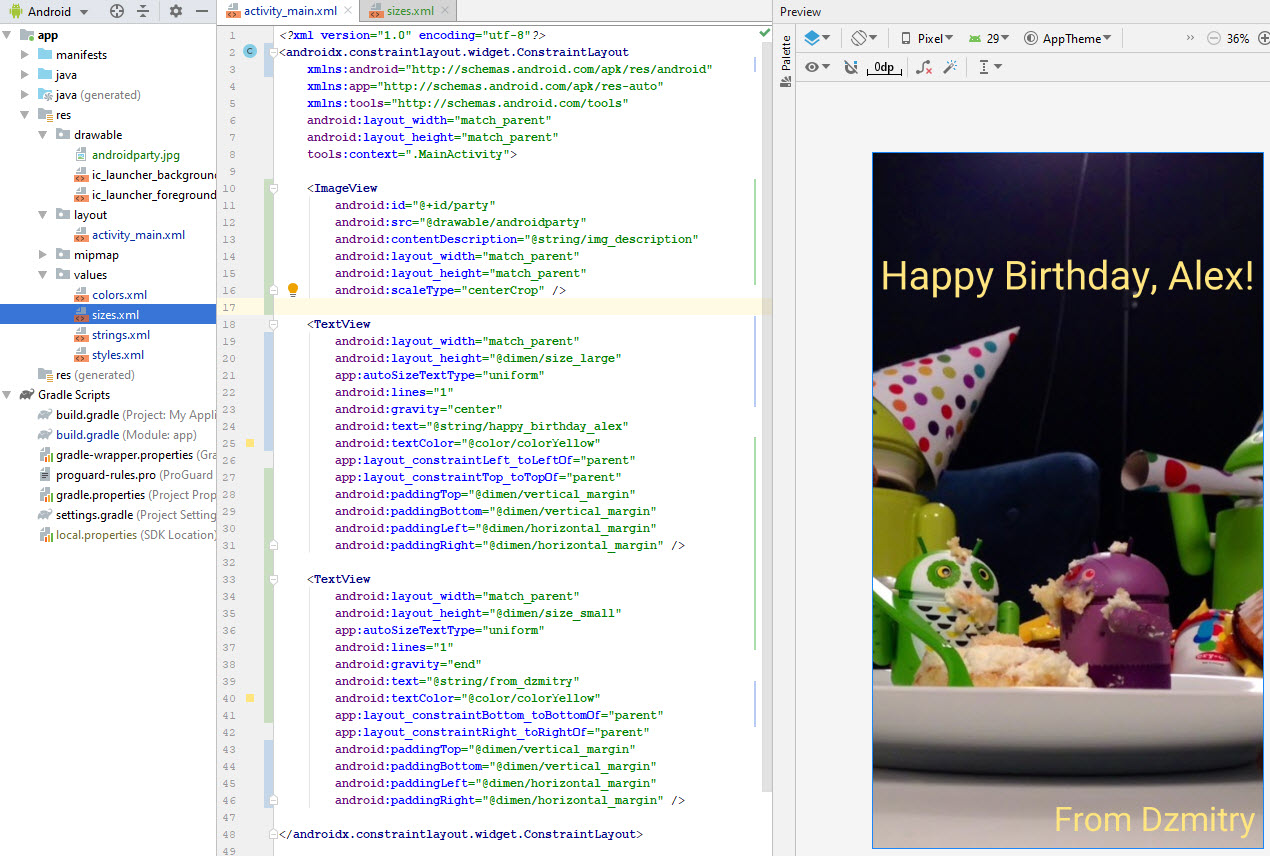 Android
app
manifests
java
java (generated)
res
drawable
androidparty.jpg
ic_launcher_background
ic_launcher_foreground
layout
activity_main.xml
mipmap
values
colors.xml
sizes.xml
strings.xml
styles.xml
res (generated)
Gradle Scripts
build.gradle (Project: My Appli
build.gradle (Module: app)
gradle-wrapper.properties (Gra
proguard-rules.pro (ProGuard
gradle.properties (Project Prop
settings.gradle (Project Setting
local.properties (SDK Location)
activity_main.xml
sizes.xml
1 <?xml version="1.0" encoding="utf-8"?>
2 C <androidx.constraintlayout.widget.ConstraintLayout
3 xmlns:android="http://schemas.android.com/apk/res/android"
4 xmlns:app="http://schemas.android.com/apk/res-auto"
5 xmlns:tools="http://schemas.android.com/tools"
6 android:layout_width="match_parent"
7 android:layout_height="match_parent"
8 tools:context=".MainActivity">
9
10 <ImageView
11 android:id="@+id/party"
12 android:src="@drawable/androidparty"
13 android:contentDescription="@string/img_description"
14 android:layout_width="match_parent"
15 android:layout_height="match_parent"
16 android:scaleType="centerCrop" />
17
18 <TextView
19 android:layout_width="match_parent"
20 android:layout_height="@dimen/size_large"
21 app:autoSizeTextType="uniform"
22 android:lines="1"
23 android:gravity="center"
24 android:text="@string/happy_birthday_alex"
25 android:textColor="@color/colorYellow"
26 app:layout_constraintLeft_toLeftOf="parent"
27 app:layout_constraintTop_toTopOf="parent"
28 android:paddingTop="@dimen/vertical_margin"
29 android:paddingBottom="@dimen/vertical_margin"
30 android:paddingLeft="@dimen/horizontal_margin"
31 android:paddingRight="@dimen/horizontal_margin" />
32
33 <TextView
34 android:layout_width="match_parent"
35 android:layout_height="@dimen/size_small"
36 app:autoSizeTextType="uniform"
37 android:lines="1"
38 android:gravity="end"
39 android:text="@string/from_dzmitry"
40 android:textColor="@color/colorYellow"
41 app:layout_constraintBottom_toBottomOf="parent"
42 app:layout_constraintRight_toRightOf="parent"
43 android:paddingTop="@dimen/vertical_margin"
44 android:paddingBottom="@dimen/vertical_margin"
45 android:paddingLeft="@dimen/horizontal_margin"
46 android:paddingRight="@dimen/horizontal_margin" />
47
48 </androidx.constraintlayout.widget.ConstraintLayout>
49
Preview
Palette
Pixel 29 AppTheme 36%
0dp
Happy Birthday, Alex!
From Dzmitry